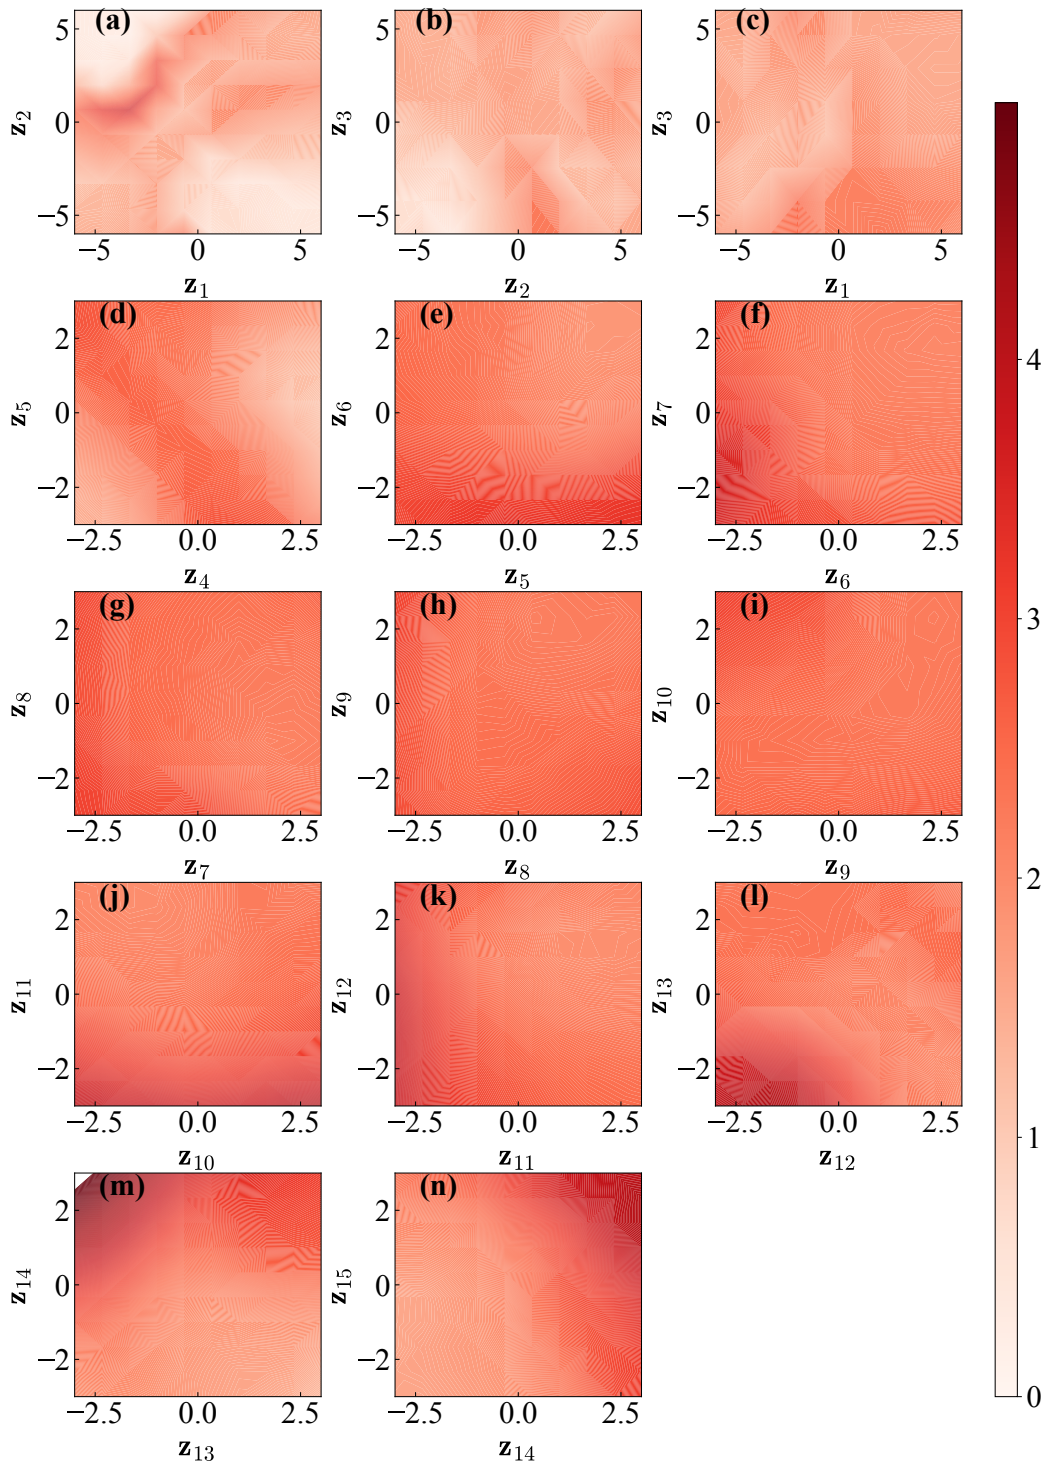 (a) (b) (c)
5 5 5
z2 z3 z3
0 0 0
−5 −5 −5
−5 0 5 −5 0 5 −5 0 5
z1 z2 z1
(d) (e) (f)
2 2 2
z5 z6 z7
0 0 0
−2 −2 −2
−2.5 0.0 2.5 −2.5 0.0 2.5 −2.5 0.0 2.5
z4 z5 z6
(g) (h) (i)
2 2 2
z8 z9 z10
0 0 0
−2 −2 −2
−2.5 0.0 2.5 −2.5 0.0 2.5 −2.5 0.0 2.5
z7 z8 z9
(j) (k) (l)
2 2 2
z11 z12 z13
0 0 0
−2 −2 −2
−2.5 0.0 2.5 −2.5 0.0 2.5 −2.5 0.0 2.5
z10 z11 z12
(m) (n)
2 2
z14 z15
0 0
−2 −2
−2.5 0.0 2.5 −2.5 0.0 2.5
z13 z14
4
3
2
1
0